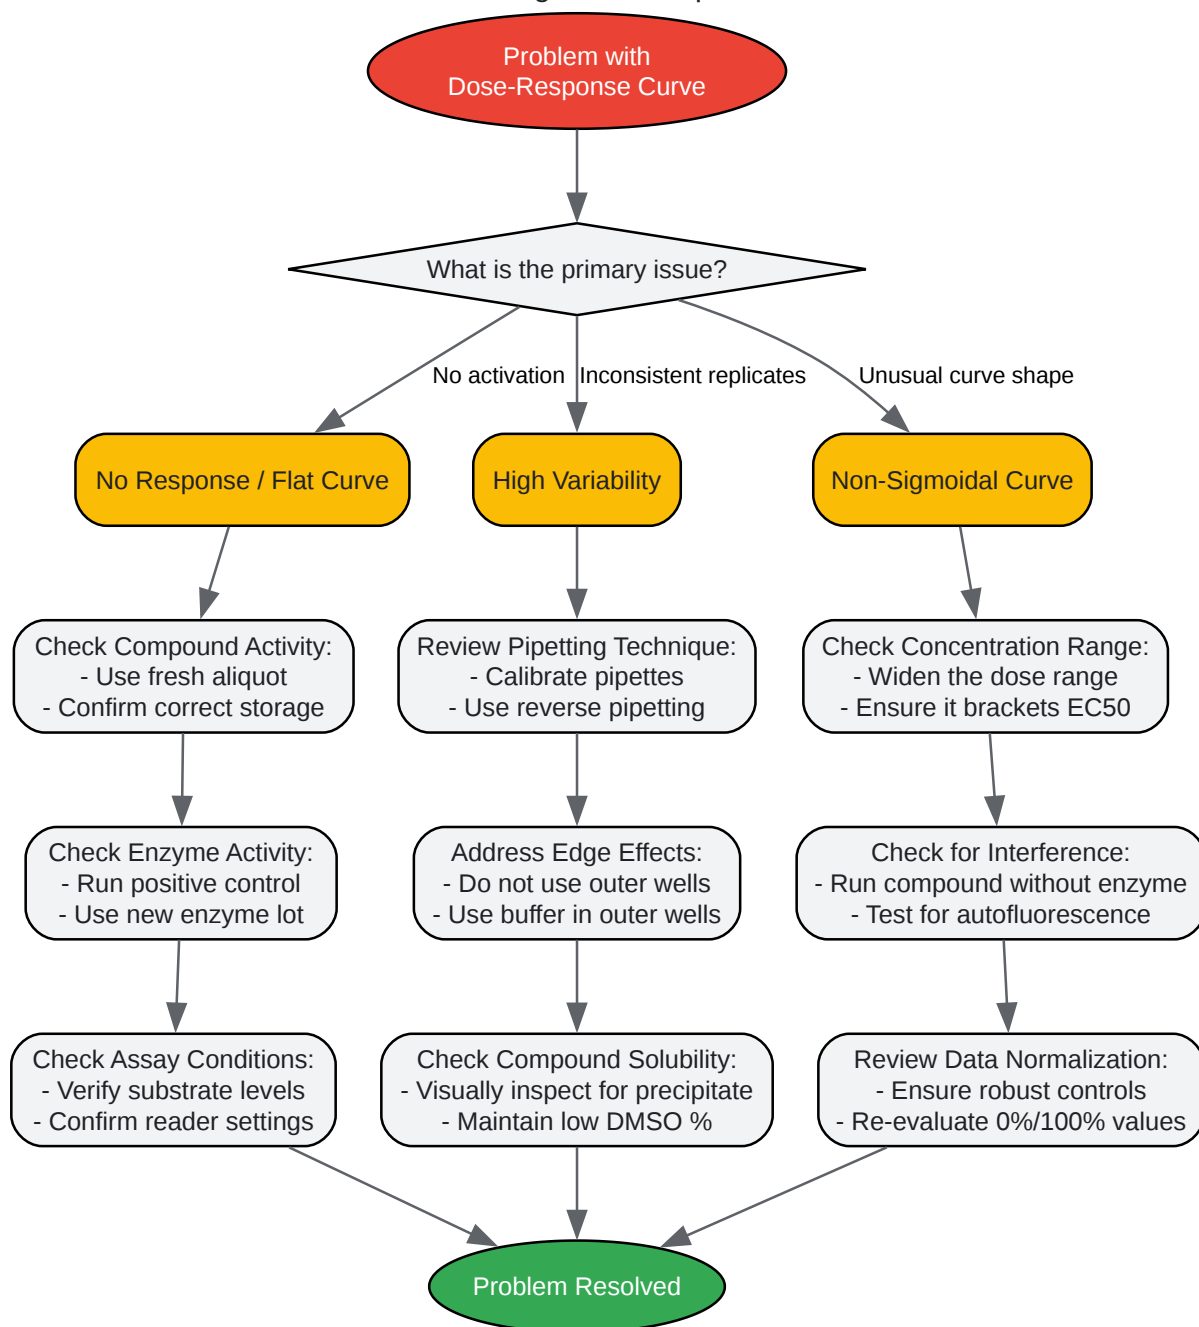 Problem with
Dose-Response Curve
What is the primary issue?
No activation
Inconsistent replicates
Unusual curve shape
No Response / Flat Curve
High Variability
Non-Sigmoidal Curve
Check Compound Activity:
- Use fresh aliquot
- Confirm correct storage
Review Pipetting Technique:
- Calibrate pipettes
- Use reverse pipetting
Check Concentration Range:
- Widen the dose range
- Ensure it brackets EC50
Check Enzyme Activity:
- Run positive control
- Use new enzyme lot
Address Edge Effects:
- Do not use outer wells
- Use buffer in outer wells
Check for Interference:
- Run compound without enzyme
- Test for autofluorescence
Check Assay Conditions:
- Verify substrate levels
- Confirm reader settings
Check Compound Solubility:
- Visually inspect for precipitate
- Maintain low DMSO %
Review Data Normalization:
- Ensure robust controls
- Re-evaluate 0%/100% values
Problem Resolved